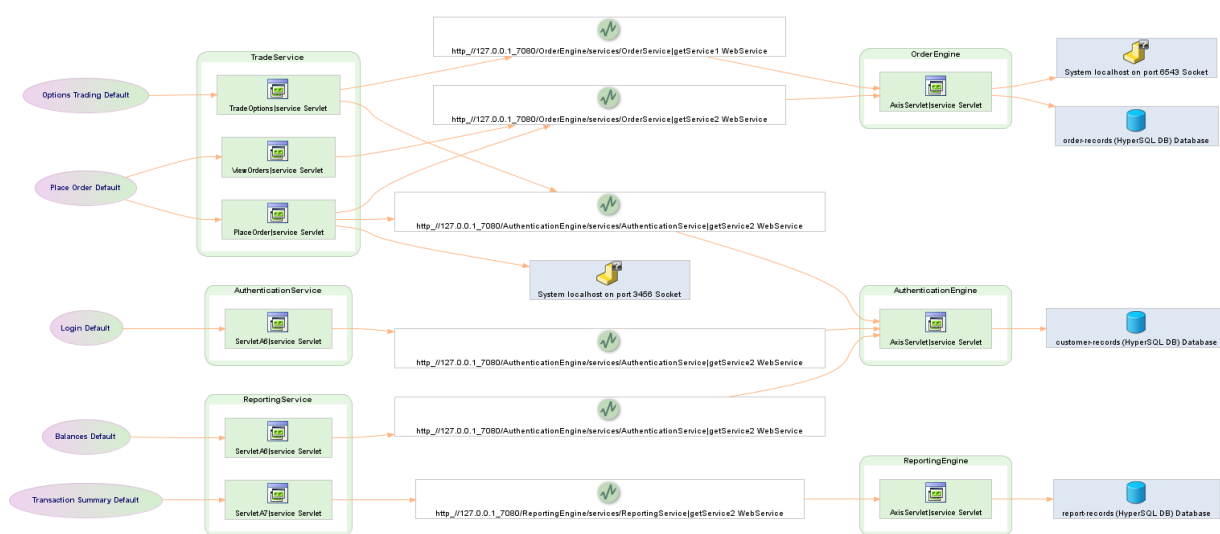 http_//127.0.0.1_7080/OrderEngine/services/OrderService|getService1 WebService
TradeService
OrderEngine
System localhost on port 6543 Socket
Options Trading Default
TradeOptions|service Servlet
http_//127.0.0.1_7080/OrderEngine/services/OrderService|getService2 WebService
AxisServlet|service Servlet
order-records (HyperSQL DB) Database
ViewOrders|service Servlet
Place Order Default
PlaceOrder|service Servlet
http_//127.0.0.1_7080/AuthenticationEngine/services/AuthenticationService|getService2 WebService
System localhost on port 3456 Socket
AuthenticationService
AuthenticationEngine
Login Default
ServletA6|service Servlet
http_//127.0.0.1_7080/AuthenticationEngine/services/AuthenticationService|getService2 WebService
AxisServlet|service Servlet
customer-records (HyperSQL DB) Database
ReportingService
Balances Default
ServletA6|service Servlet
http_//127.0.0.1_7080/AuthenticationEngine/services/AuthenticationService|getService2 WebService
ReportingEngine
Transaction Summary Default
ServletA7|service Servlet
http_//127.0.0.1_7080/ReportingEngine/services/ReportingService|getService2 WebService
AxisServlet|service Servlet
report-records (HyperSQL DB) Database